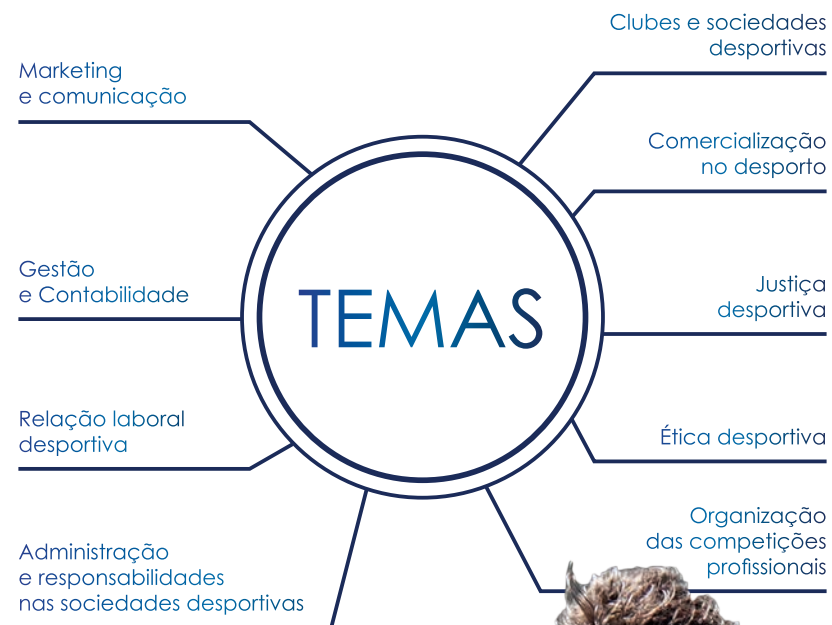 Marketing
e comunicação
Gestão
e Contabilidade
Relação laboral
desportiva
Administração
e responsabilidades
nas sociedades desportivas
TEMAS
Clubes e sociedades
desportivas
Comercialização
no desporto
Justiça
desportiva
Ética desportiva
Organização
das competições
profissionais